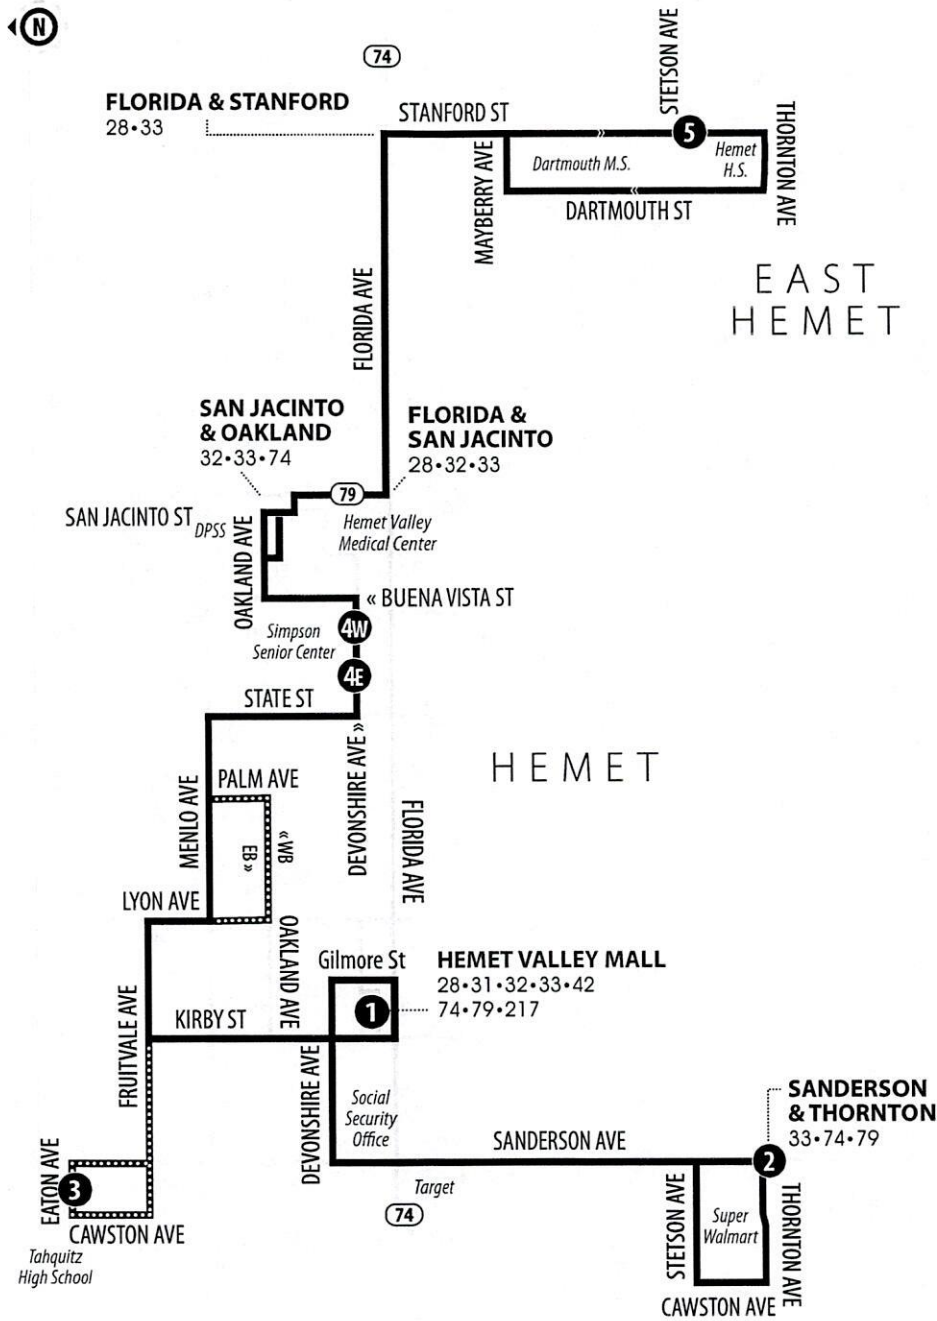 N
74
STETSON AVE
FLORIDA & STANFORD
28•33
STANFORD ST
5
THORNTON AVE
MAYBERRY AVE
Dartmouth M.S.
Hemet
H.S.
»
«
DARTMOUTH ST
EAST
HEMET
FLORIDA AVE
SAN JACINTO
& OAKLAND
32•33•74
FLORIDA &
SAN JACINTO
28•32•33
79
SAN JACINTO ST
DPSS
Hemet Valley
Medical Center
OAKLAND AVE
« BUENA VISTA ST
4W
Simpson
Senior Center
4E
STATE ST
DEVONSHIRE AVE »
HEMET
PALM AVE
MENLO AVE
« WB
EB »
FLORIDA AVE
LYON AVE
OAKLAND AVE
Gilmore St
HEMET VALLEY MALL
28•31•32•33•42
74•79•217
1
FRUITVALE AVE
KIRBY ST
DEVONSHIRE AVE
Social
Security
Office
SANDERSON
& THORNTON
33•74•79
SANDERSON AVE
2
EATON AVE
3
Target
74
STETSON AVE
Super
Walmart
THORNTON AVE
CAWSTON AVE
Tahquitz
High School
CAWSTON AVE